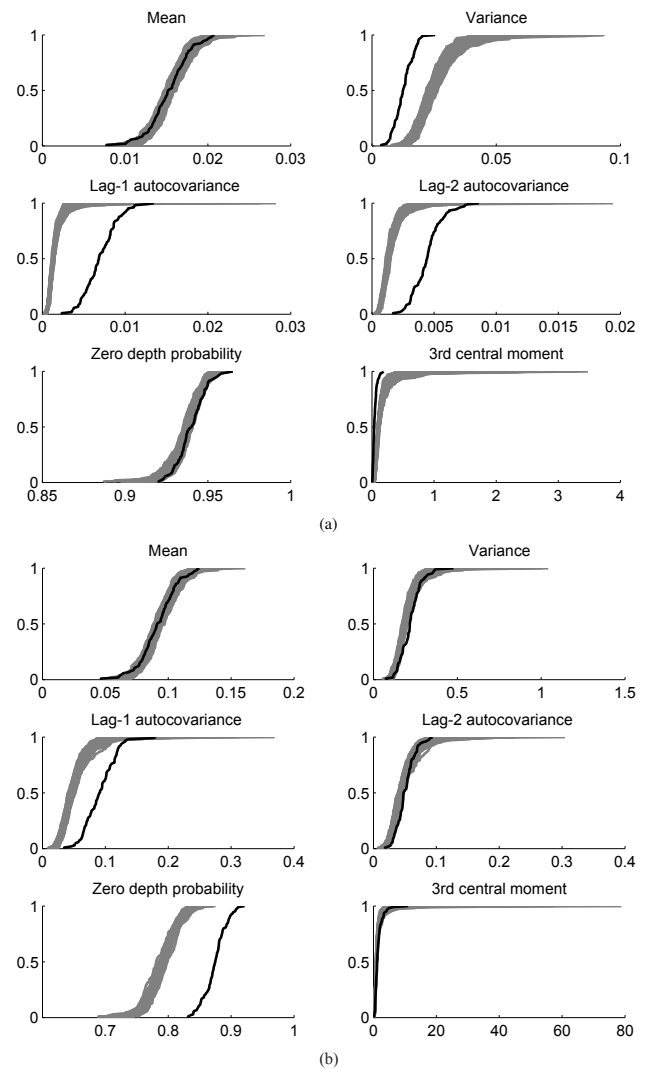 Mean Variance
1 1
0.5 0.5
0 0
0 0.01 0.02 0.03 0 0.05 0.1
Lag-1 autocovariance Lag-2 autocovariance
1 1
0.5 0.5
0 0
0 0.01 0.02 0.03 0 0.005 0.01 0.015 0.02
Zero depth probability 3rd central moment
1 1
0.5 0.5
0 0
0.85 0.9 0.95 1 0 1 2 3 4
(a)
Mean Variance
1 1
0.5 0.5
0 0
0 0.05 0.1 0.15 0.2 0 0.5 1 1.5
Lag-1 autocovariance Lag-2 autocovariance
1 1
0.5 0.5
0 0
0 0.1 0.2 0.3 0.4 0 0.1 0.2 0.3 0.4
Zero depth probability 3rd central moment
1 1
0.5 0.5
0 0
0.7 0.8 0.9 1 0 20 40 60 80
(b)